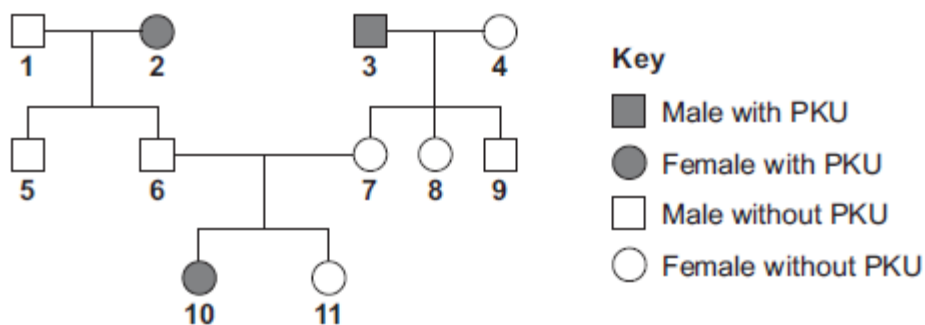 1 2 3 4
5 6 7 8 9
10 11
Key
Male with PKU
Female with PKU
Male without PKU
Female without PKU